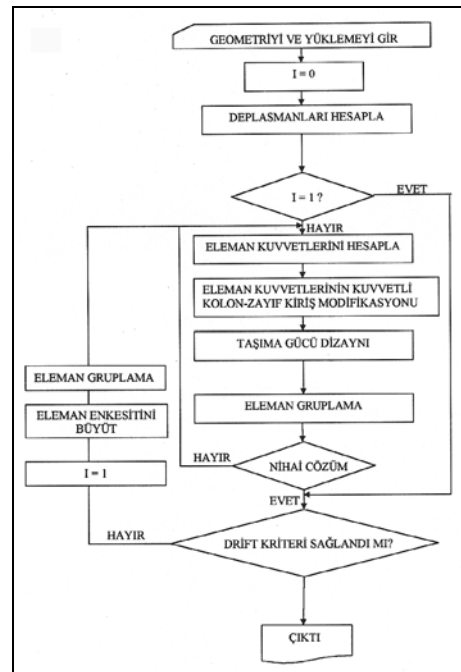 GEOMETRİYİ VE YÜKLEMEYİ GİR
I = 0
DEPLASMANLARI HESAPLA
I = 1 ?
EVET
HAYIR
ELEMAN KUVVETLERİNİ HESAPLA
ELEMAN KUVVETLERİNİN KUVVETLİ
KOLON-ZAYIF KİRİŞ MODİFİKASYONU
TAŞIMA GÜCÜ DİZAYNI
ELEMAN GRUPLAMA
ELEMAN GRUPLAMA
ELEMAN ENKESİTİNİ
BÜYÜT
I = 1
HAYIR
NİHAİ CÖZÜM
EVET
HAYIR
DRİFT KRİTERİ SAĞLANDI MI?
ÇIKTI